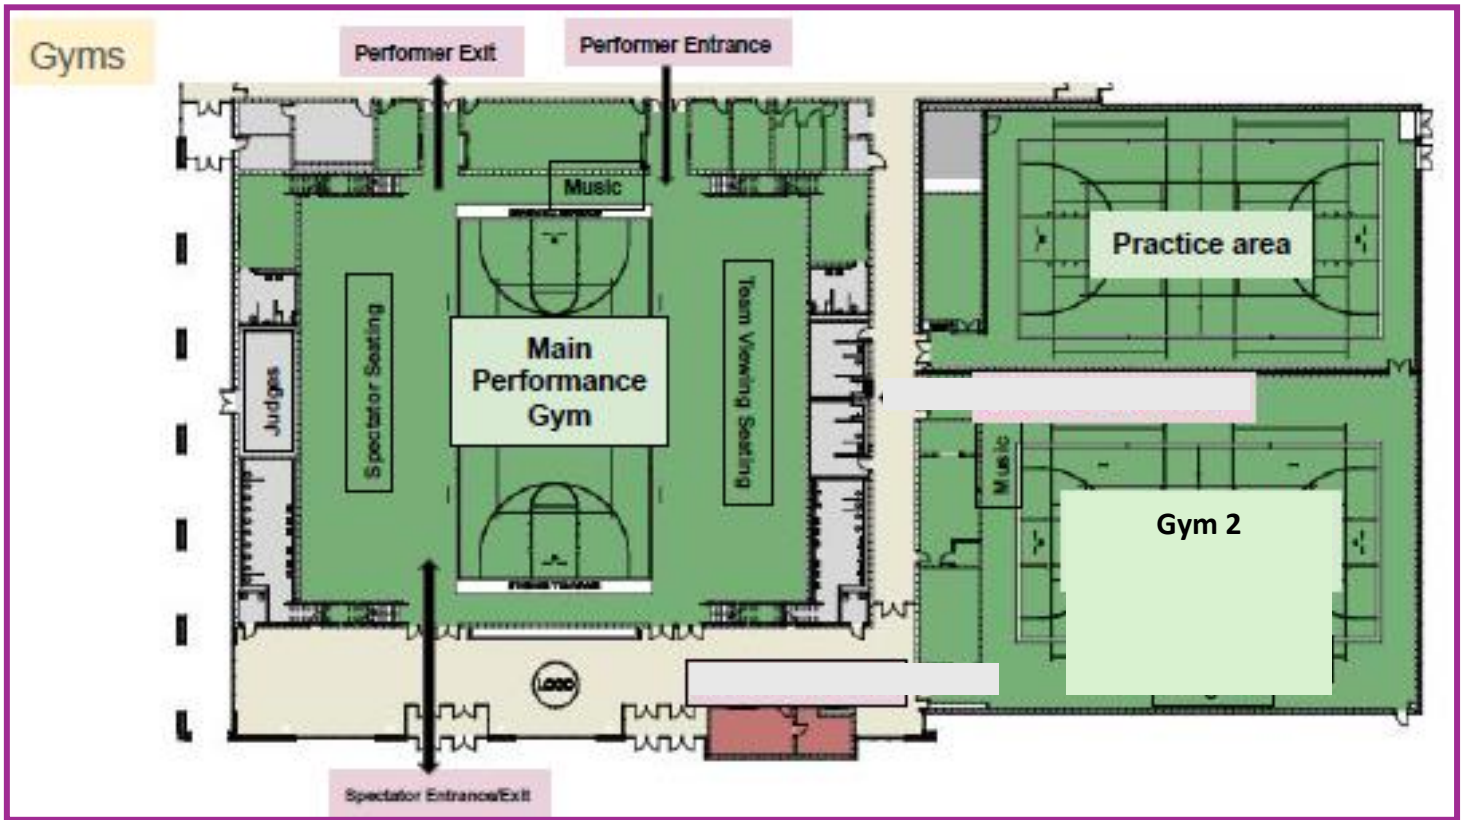 Gyms
Performer Exit
Performer Entrance
Music
Practice area
Main
Performance
Gym
Spectator Seating
Team Viewing Seating
Judges
Music
Gym 2
LOGO
Spectator Entrance/Exit